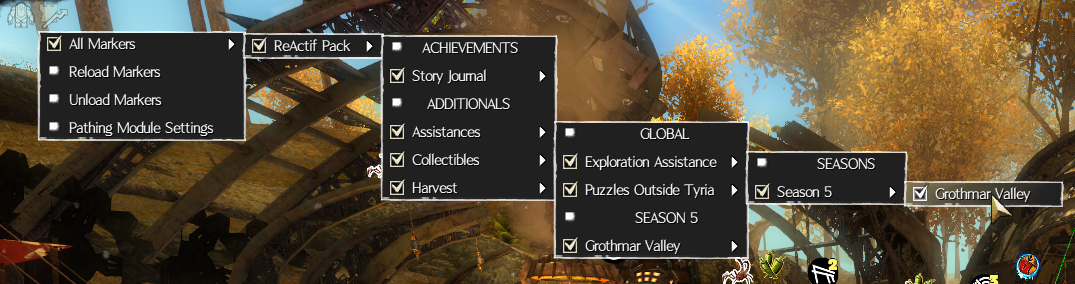 All Markers
Reload Markers
Unload Markers
Pathing Module Settings
ReActif Pack
ACHIEVEMENTS
Story Journal
ADDITIONALS
Assistances
Collectibles
Harvest
GLOBAL
Exploration Assistance
Puzzles Outside Tyria
SEASON 5
Grothmar Valley
SEASONS
Season 5
Grothmar Valley
2